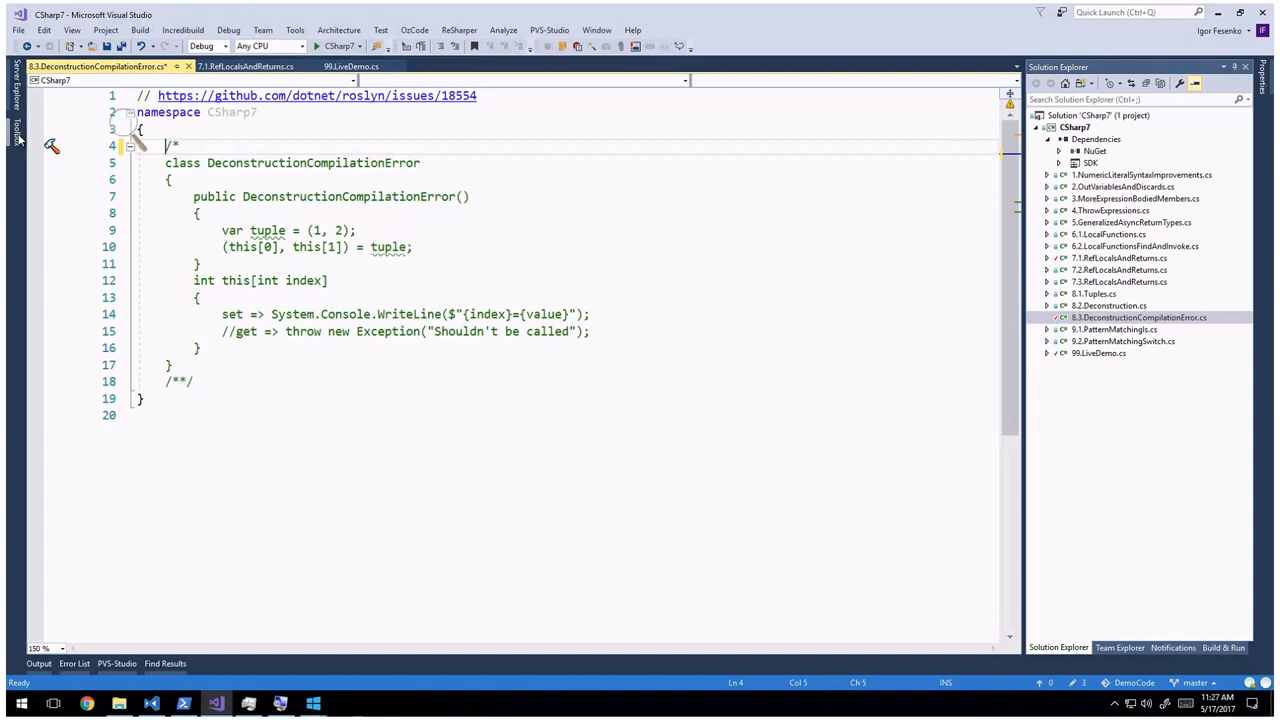 CSharp7 - Microsoft Visual Studio
Quick Launch (Ctrl+Q)
File Edit View Project Build Incredibuild Debug Team Tools Architecture Test OzCode ReSharper Analyze PVS-Studio Window Help
Igor Fesenko
IF
Debug
Any CPU
CSharp7
8.3.DeconstructionCompilationError.cs*
7.1.RefLocalsAndReturns.cs
99.LiveDemo.cs
CSharp7
Server Explorer
Toolbox
1 // https://github.com/dotnet/roslyn/issues/18554
2 namespace CSharp7
3 {
4 /*
5 class DeconstructionCompilationError
6 {
7 public DeconstructionCompilationError()
8 {
9 var tuple = (1, 2);
10 (this[0], this[1]) = tuple;
11 }
12 int this[int index]
13 {
14 set => System.Console.WriteLine($"{index}={value}");
15 //get => throw new Exception("Shouldn't be called");
16 }
17 }
18 /**/
19 }
20
150 %
Solution Explorer
Search Solution Explorer (Ctrl+;)
Solution 'CSharp7' (1 project)
CSharp7
Dependencies
NuGet
SDK
1.NumericLiteralSyntaxImprovements.cs
2.OutVariablesAndDiscards.cs
3.MoreExpressionBodiedMembers.cs
4.ThrowExpressions.cs
5.GeneralizedAsyncReturnTypes.cs
6.1.LocalFunctions.cs
6.2.LocalFunctionsFindAndInvoke.cs
7.1.RefLocalsAndReturns.cs
7.2.RefLocalsAndReturns.cs
7.3.RefLocalsAndReturns.cs
8.1.Tuples.cs
8.2.Deconstruction.cs
8.3.DeconstructionCompilationError.cs
9.1.PatternMatchingIs.cs
9.2.PatternMatchingSwitch.cs
99.LiveDemo.cs
Properties
Solution Explorer Team Explorer Notifications Build & Run
Output Error List PVS-Studio Find Results
Ready
Ln 4
Col 5
Ch 5
INS
0
3
DemoCode
master
11:27 AM
5/17/2017